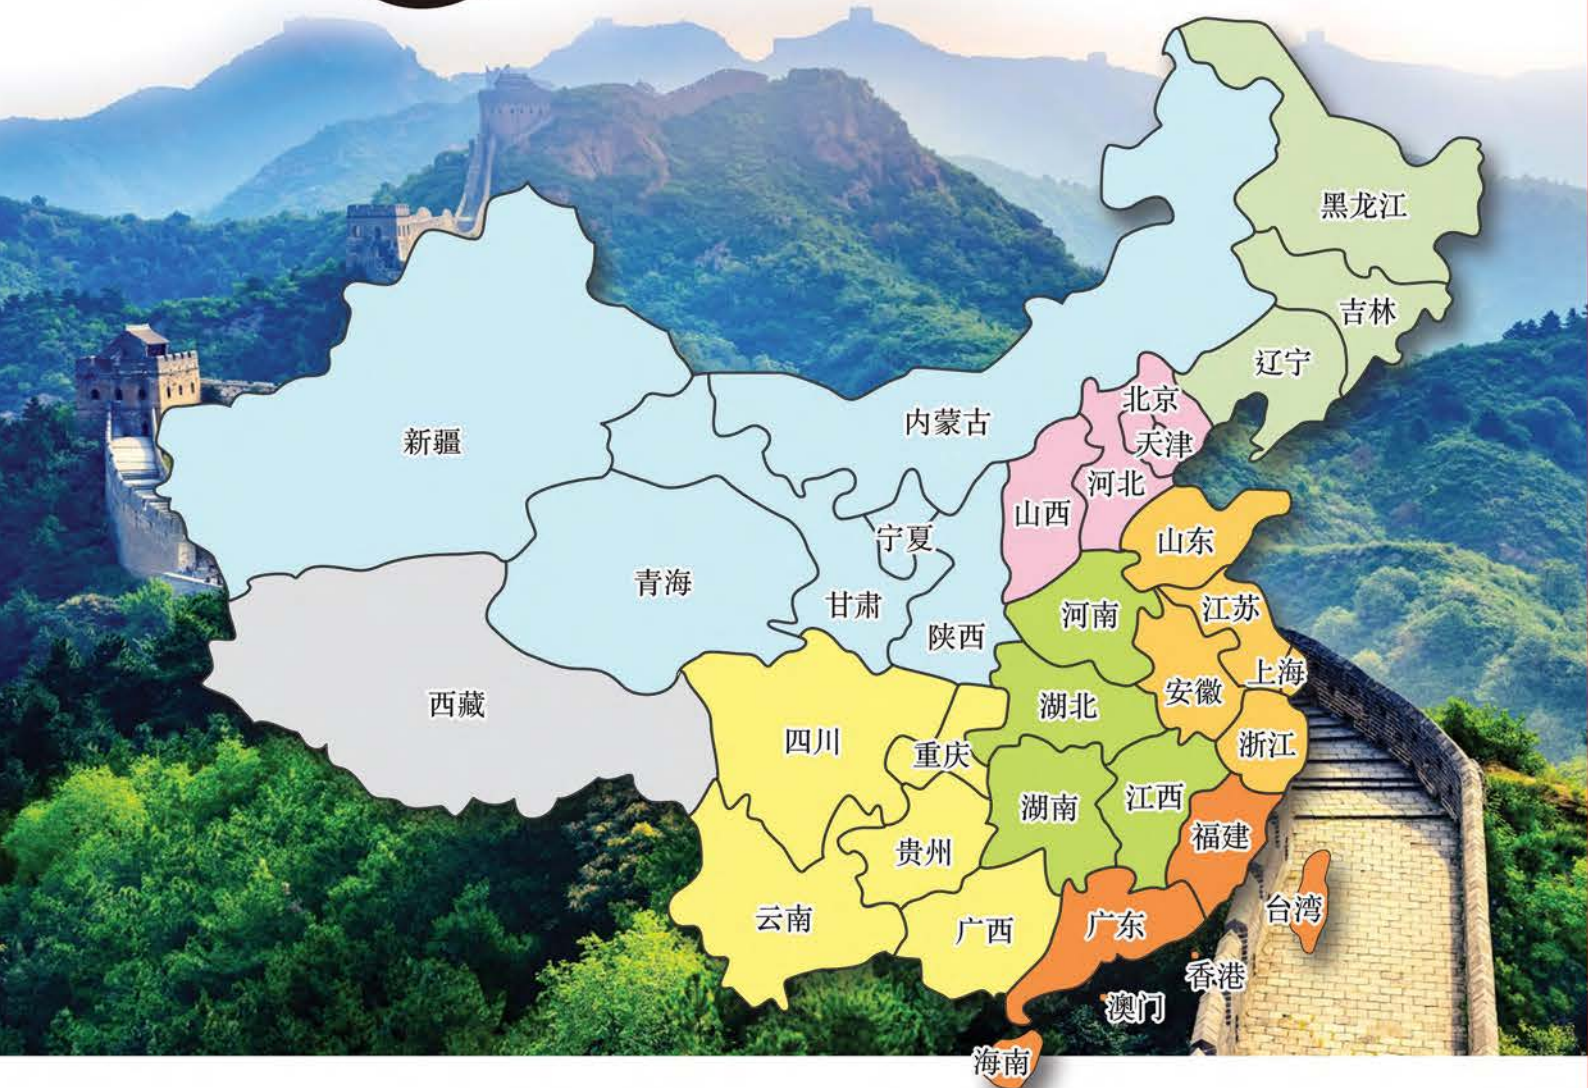 黑龙江
吉林
辽宁
北京
内蒙古
天津
新疆
河北
山西
宁夏
山东
青海
甘肃
江苏
河南
陕西
上海
安徽
西藏
湖北
四川
浙江
重庆
江西
湖南
福建
贵州
台湾
云南
广东
广西
香港
澳门
海南